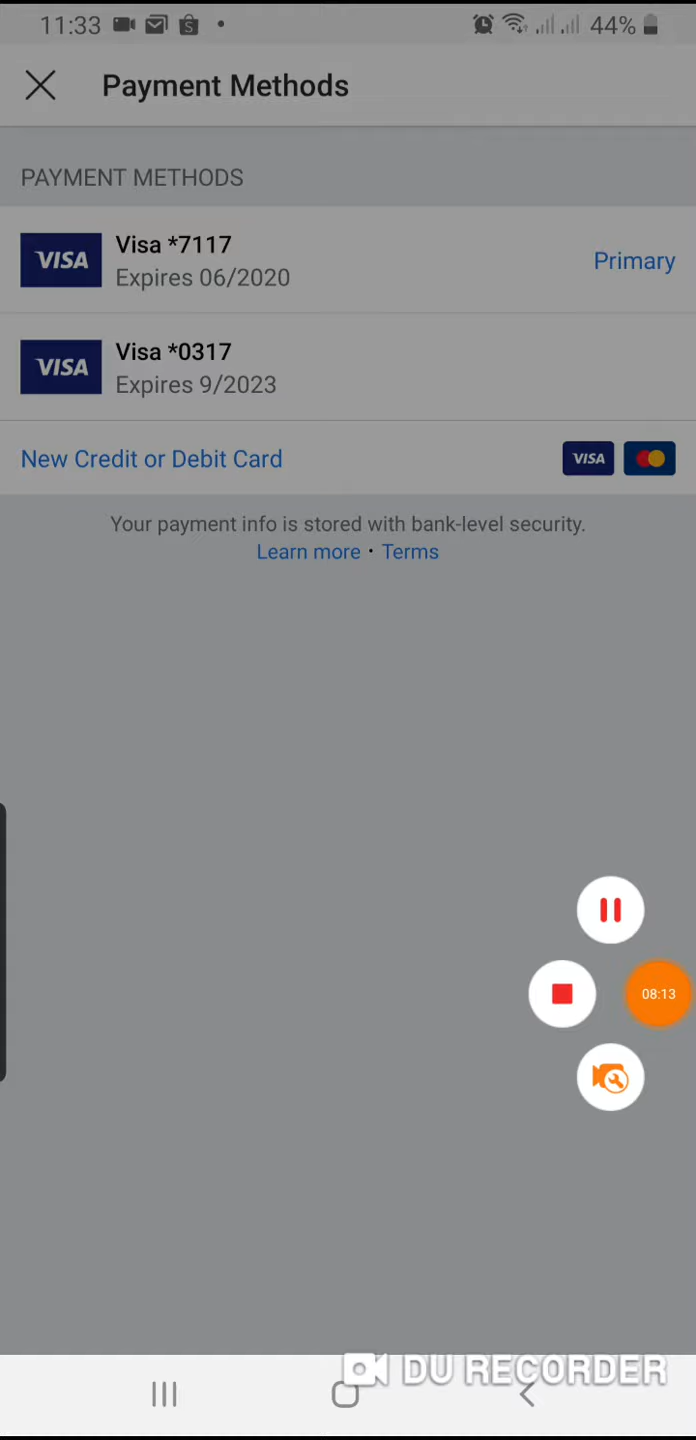 11:33 44%
Payment Methods
PAYMENT METHODS
VISA Visa *7117
Expires 06/2020
Primary
VISA Visa *0317
Expires 9/2023
New Credit or Debit Card VISA
Your payment info is stored with bank-level security.
Learn more • Terms
08:13
DU RECORDER